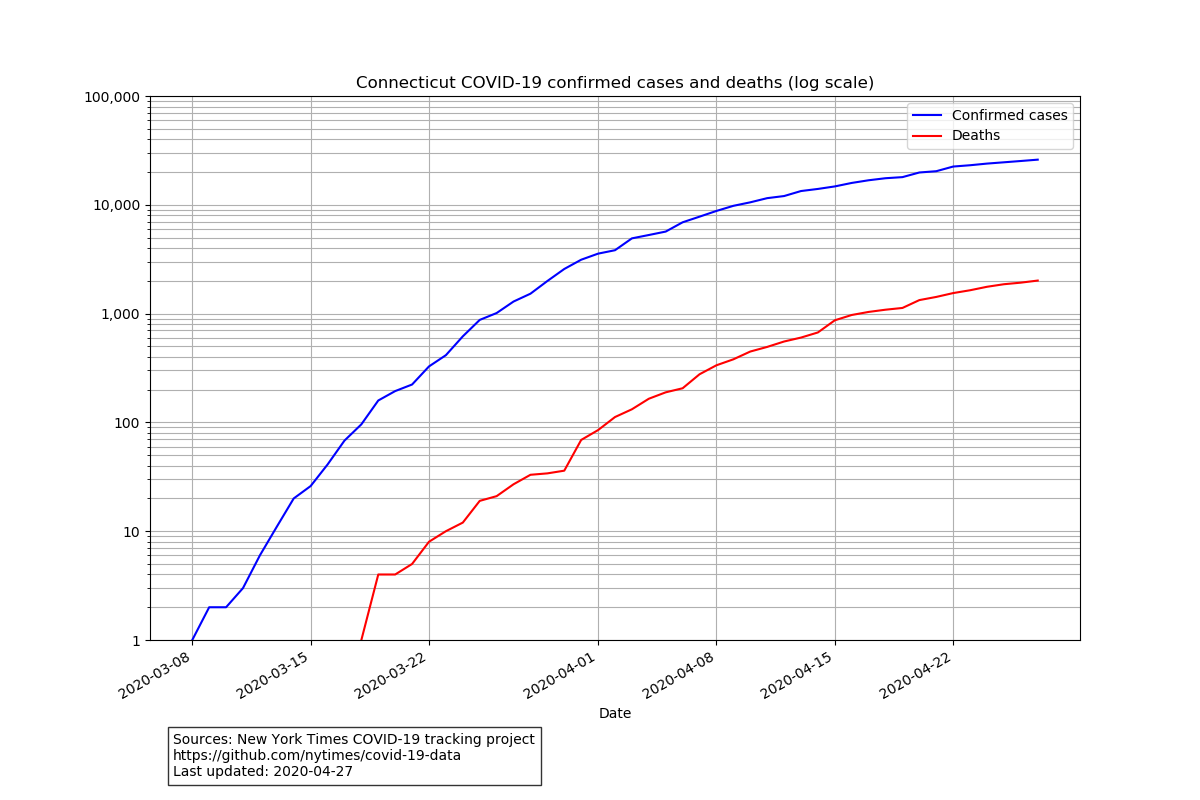 Connecticut COVID-19 confirmed cases and deaths (log scale)
100,000
10,000
1,000
100
10
1
Confirmed cases
Deaths
2020-03-08
2020-03-15
2020-03-22
2020-04-01
2020-04-08
2020-04-15
2020-04-22
Date
Sources: New York Times COVID-19 tracking project
https://github.com/nytimes/covid-19-data
Last updated: 2020-04-27